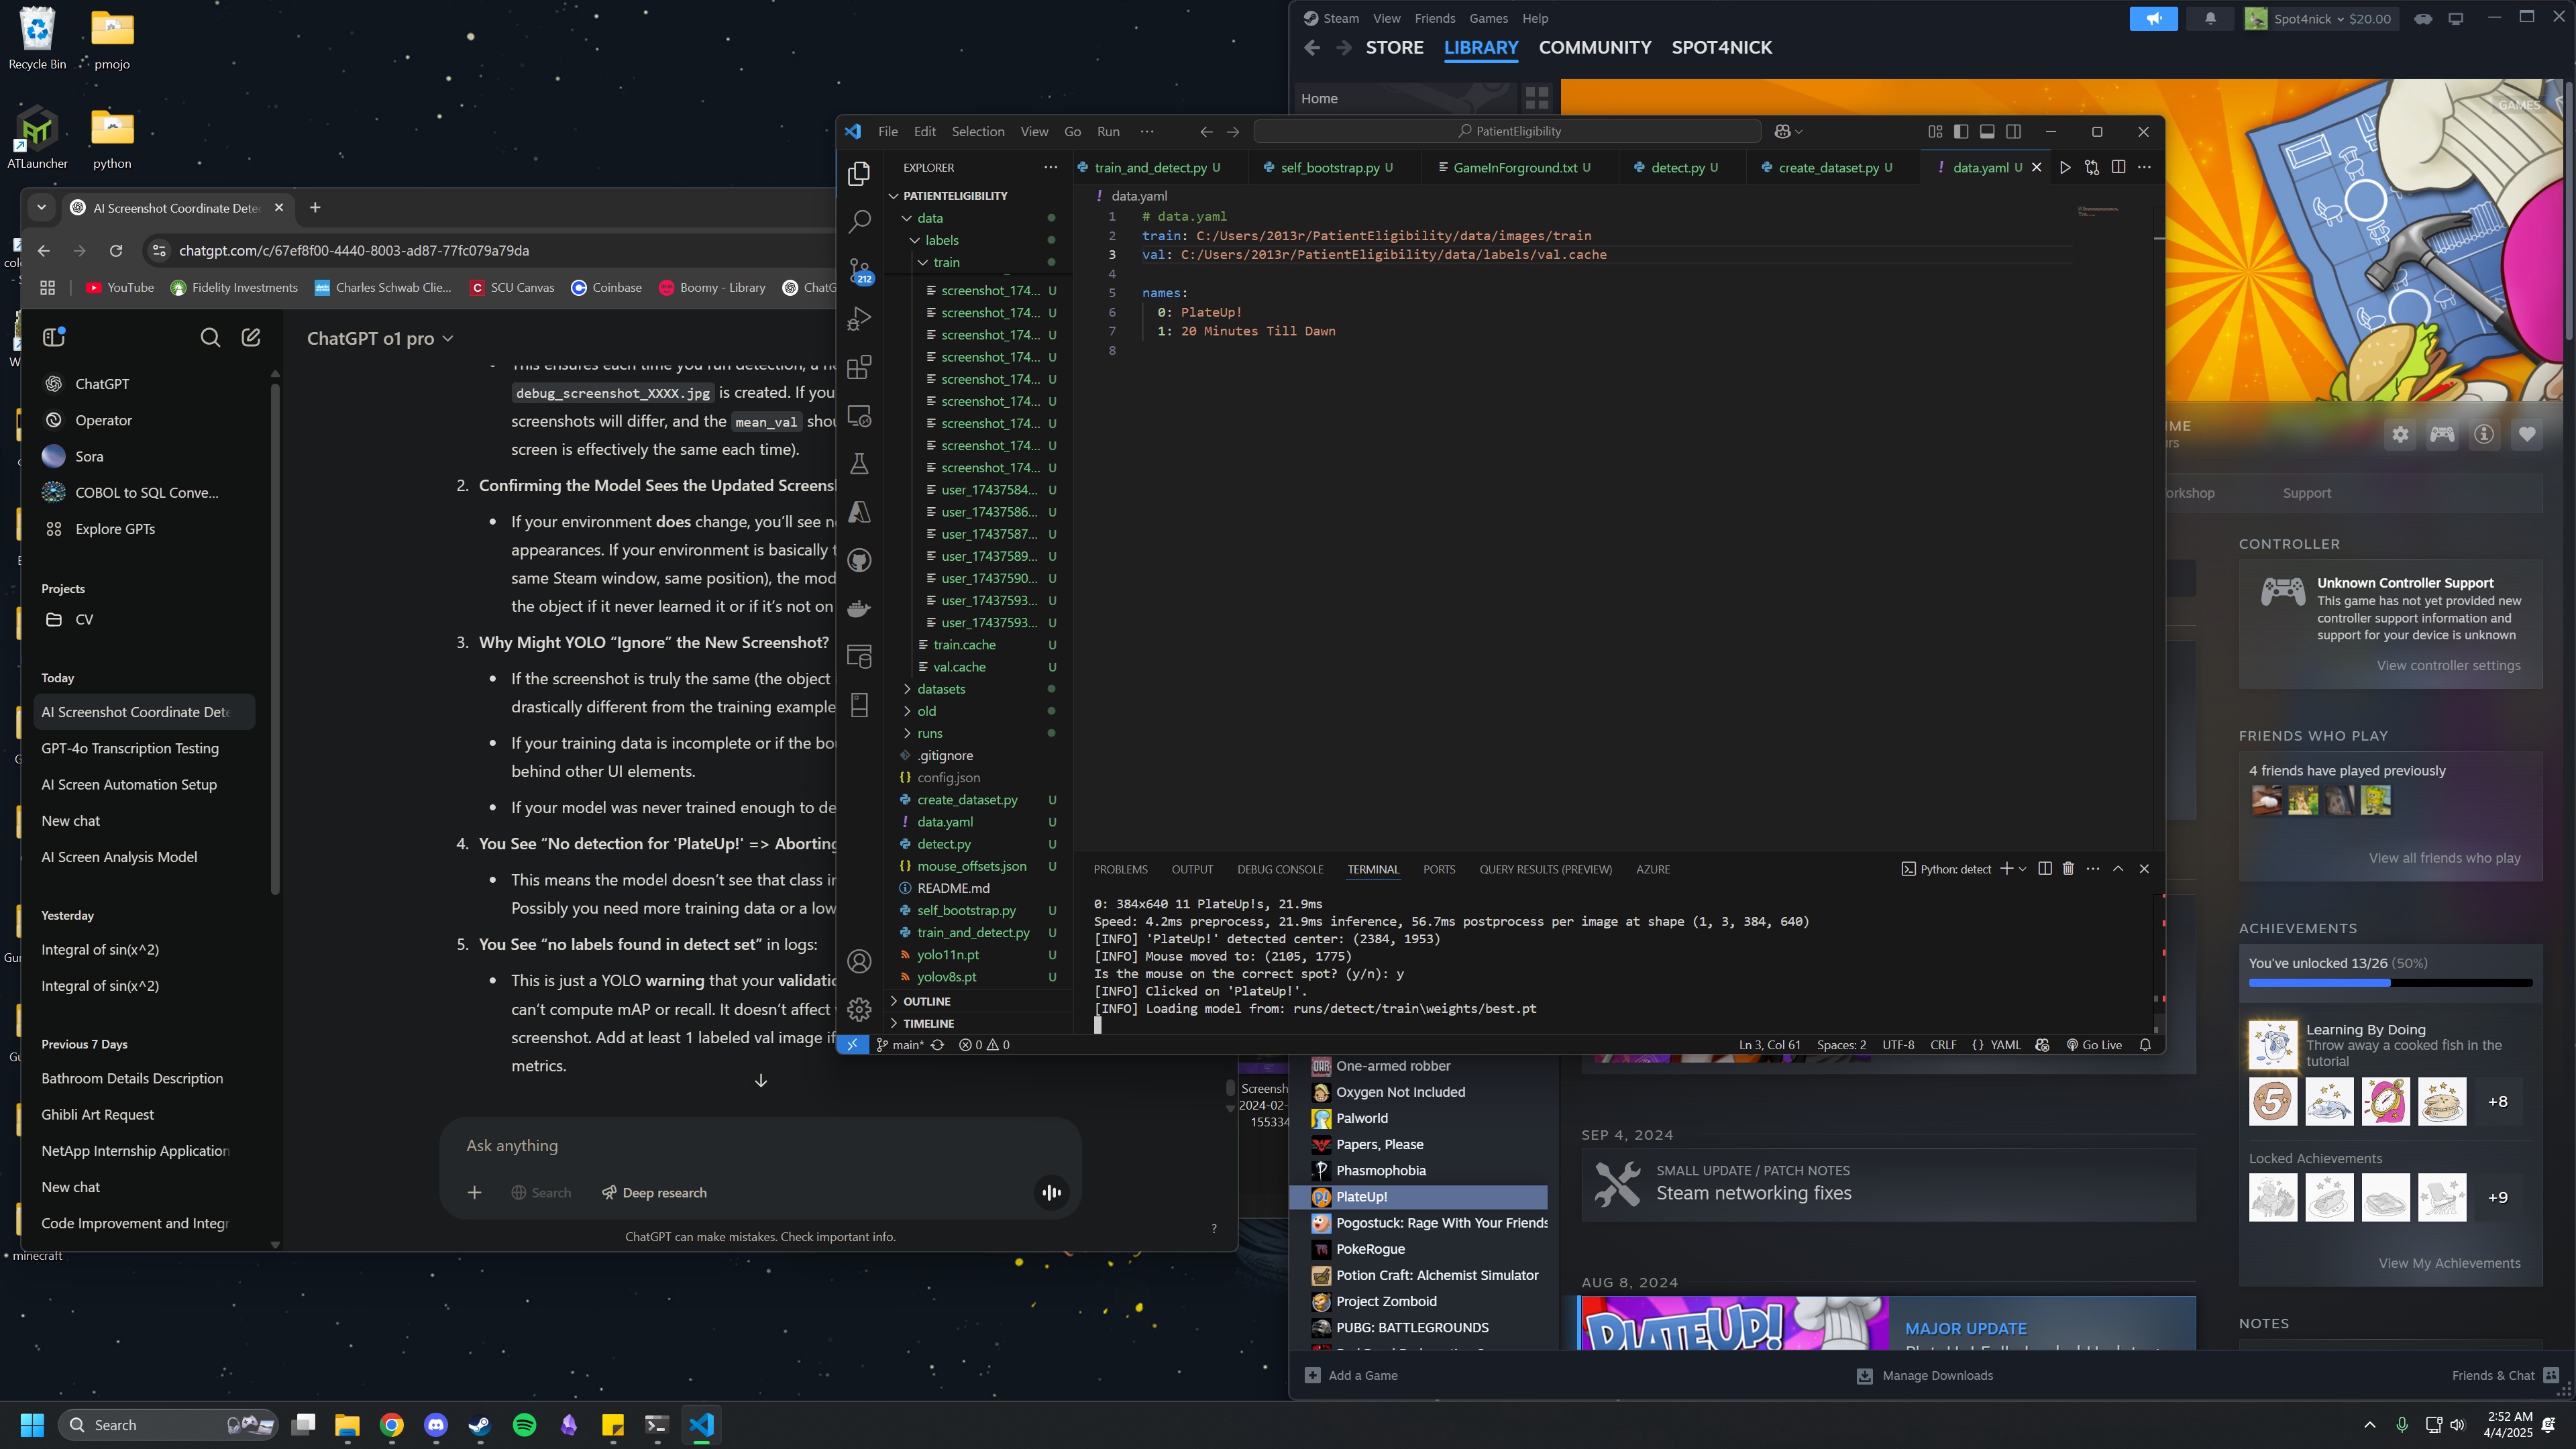 Recycle Bin
pmojo
ATLauncher
python
minecraft
AI Screenshot Coordinate Dete
chatgpt.com/c/67ef8f00-4440-8003-ad87-77fc079a79da
YouTube
Fidelity Investments
Charles Schwab Clie...
SCU Canvas
Coinbase
Boomy - Library
ChatG
ChatGPT
Operator
Sora
COBOL to SQL Conve...
Explore GPTs
Projects
CV
Today
AI Screenshot Coordinate Dete
GPT-4o Transcription Testing
AI Screen Automation Setup
New chat
AI Screen Analysis Model
Yesterday
Integral of sin(x^2)
Integral of sin(x^2)
Previous 7 Days
Bathroom Details Description
Ghibli Art Request
NetApp Internship Application
New chat
Code Improvement and Integr
ChatGPT o1 pro
This ensures each time you run detection, a n
debug_screenshot_XXXX.jpg is created. If you
screenshots will differ, and the mean_val shou
screen is effectively the same each time).
2. Confirming the Model Sees the Updated Screensh
If your environment does change, you'll see n
appearances. If your environment is basically t
same Steam window, same position), the mod
the object if it never learned it or if it's not on
3. Why Might YOLO "Ignore" the New Screenshot?
If the screenshot is truly the same (the object
drastically different from the training example
If your training data is incomplete or if the bo
behind other UI elements.
If your model was never trained enough to de
4. You See "No detection for 'PlateUp!' => Aborting
This means the model doesn't see that class in
Possibly you need more training data or a low
5. You See "no labels found in detect set" in logs:
This is just a YOLO warning that your validatio
can't compute mAP or recall. It doesn't affect
screenshot. Add at least 1 labeled val image if
metrics.
Ask anything
Search
Deep research
ChatGPT can make mistakes. Check important info.
?
Screensh
2024-02-
155334
File
Edit
Selection
View
Go
Run
PatientEligibility
EXPLORER
PATIENTELIGIBILITY
data
labels
train
screenshot_174... U
screenshot_174... U
screenshot_174... U
screenshot_174... U
screenshot_174... U
screenshot_174... U
screenshot_174... U
screenshot_174... U
screenshot_174... U
user_17437584... U
user_17437586... U
user_17437587... U
user_17437589... U
user_17437590... U
user_17437593... U
user_17437593... U
train.cache U
val.cache U
datasets
old
runs
.gitignore
config.json
create_dataset.py U
data.yaml U
detect.py U
mouse_offsets.json U
README.md
self_bootstrap.py U
train_and_detect.py U
yolo11n.pt U
yolov8s.pt U
OUTLINE
TIMELINE
212
train_and_detect.py U
self_bootstrap.py U
GameInForground.txt U
detect.py U
create_dataset.py U
data.yaml U
data.yaml
1 # data.yaml
2 train: C:/Users/2013r/PatientEligibility/data/images/train
3 val: C:/Users/2013r/PatientEligibility/data/labels/val.cache
4
5 names:
6 0: PlateUp!
7 1: 20 Minutes Till Dawn
8
PROBLEMS
OUTPUT
DEBUG CONSOLE
TERMINAL
PORTS
QUERY RESULTS (PREVIEW)
AZURE
Python: detect
0: 384x640 11 PlateUp!s, 21.9ms
Speed: 4.2ms preprocess, 21.9ms inference, 56.7ms postprocess per image at shape (1, 3, 384, 640)
[INFO] 'PlateUp!' detected center: (2384, 1953)
[INFO] Mouse moved to: (2105, 1775)
Is the mouse on the correct spot? (y/n): y
[INFO] Clicked on 'PlateUp!'.
[INFO] Loading model from: runs/detect/train\weights/best.pt
main*
0
0
Ln 3, Col 61
Spaces: 2
UTF-8
CRLF
{} YAML
Go Live
Steam
View
Friends
Games
Help
Spot4nick
$20.00
STORE
LIBRARY
COMMUNITY
SPOT4NICK
Home
GAMES
Support
CONTROLLER
Unknown Controller Support
This game has not yet provided new
controller support information and
support for your device is unknown
View controller settings
FRIENDS WHO PLAY
4 friends have played previously
View all friends who play
ACHIEVEMENTS
You've unlocked 13/26 (50%)
Learning By Doing
Throw away a cooked fish in the
tutorial
+8
Locked Achievements
+9
View My Achievements
NOTES
One-armed robber
Oxygen Not Included
Palworld
Papers, Please
Phasmophobia
PlateUp!
Pogostuck: Rage With Your Friends
PokeRogue
Potion Craft: Alchemist Simulator
Project Zomboid
PUBG: BATTLEGROUNDS
SEP 4, 2024
SMALL UPDATE / PATCH NOTES
Steam networking fixes
AUG 8, 2024
PLATEUP!
MAJOR UPDATE
Add a Game
Manage Downloads
Friends & Chat
Search
2:52 AM
4/4/2025